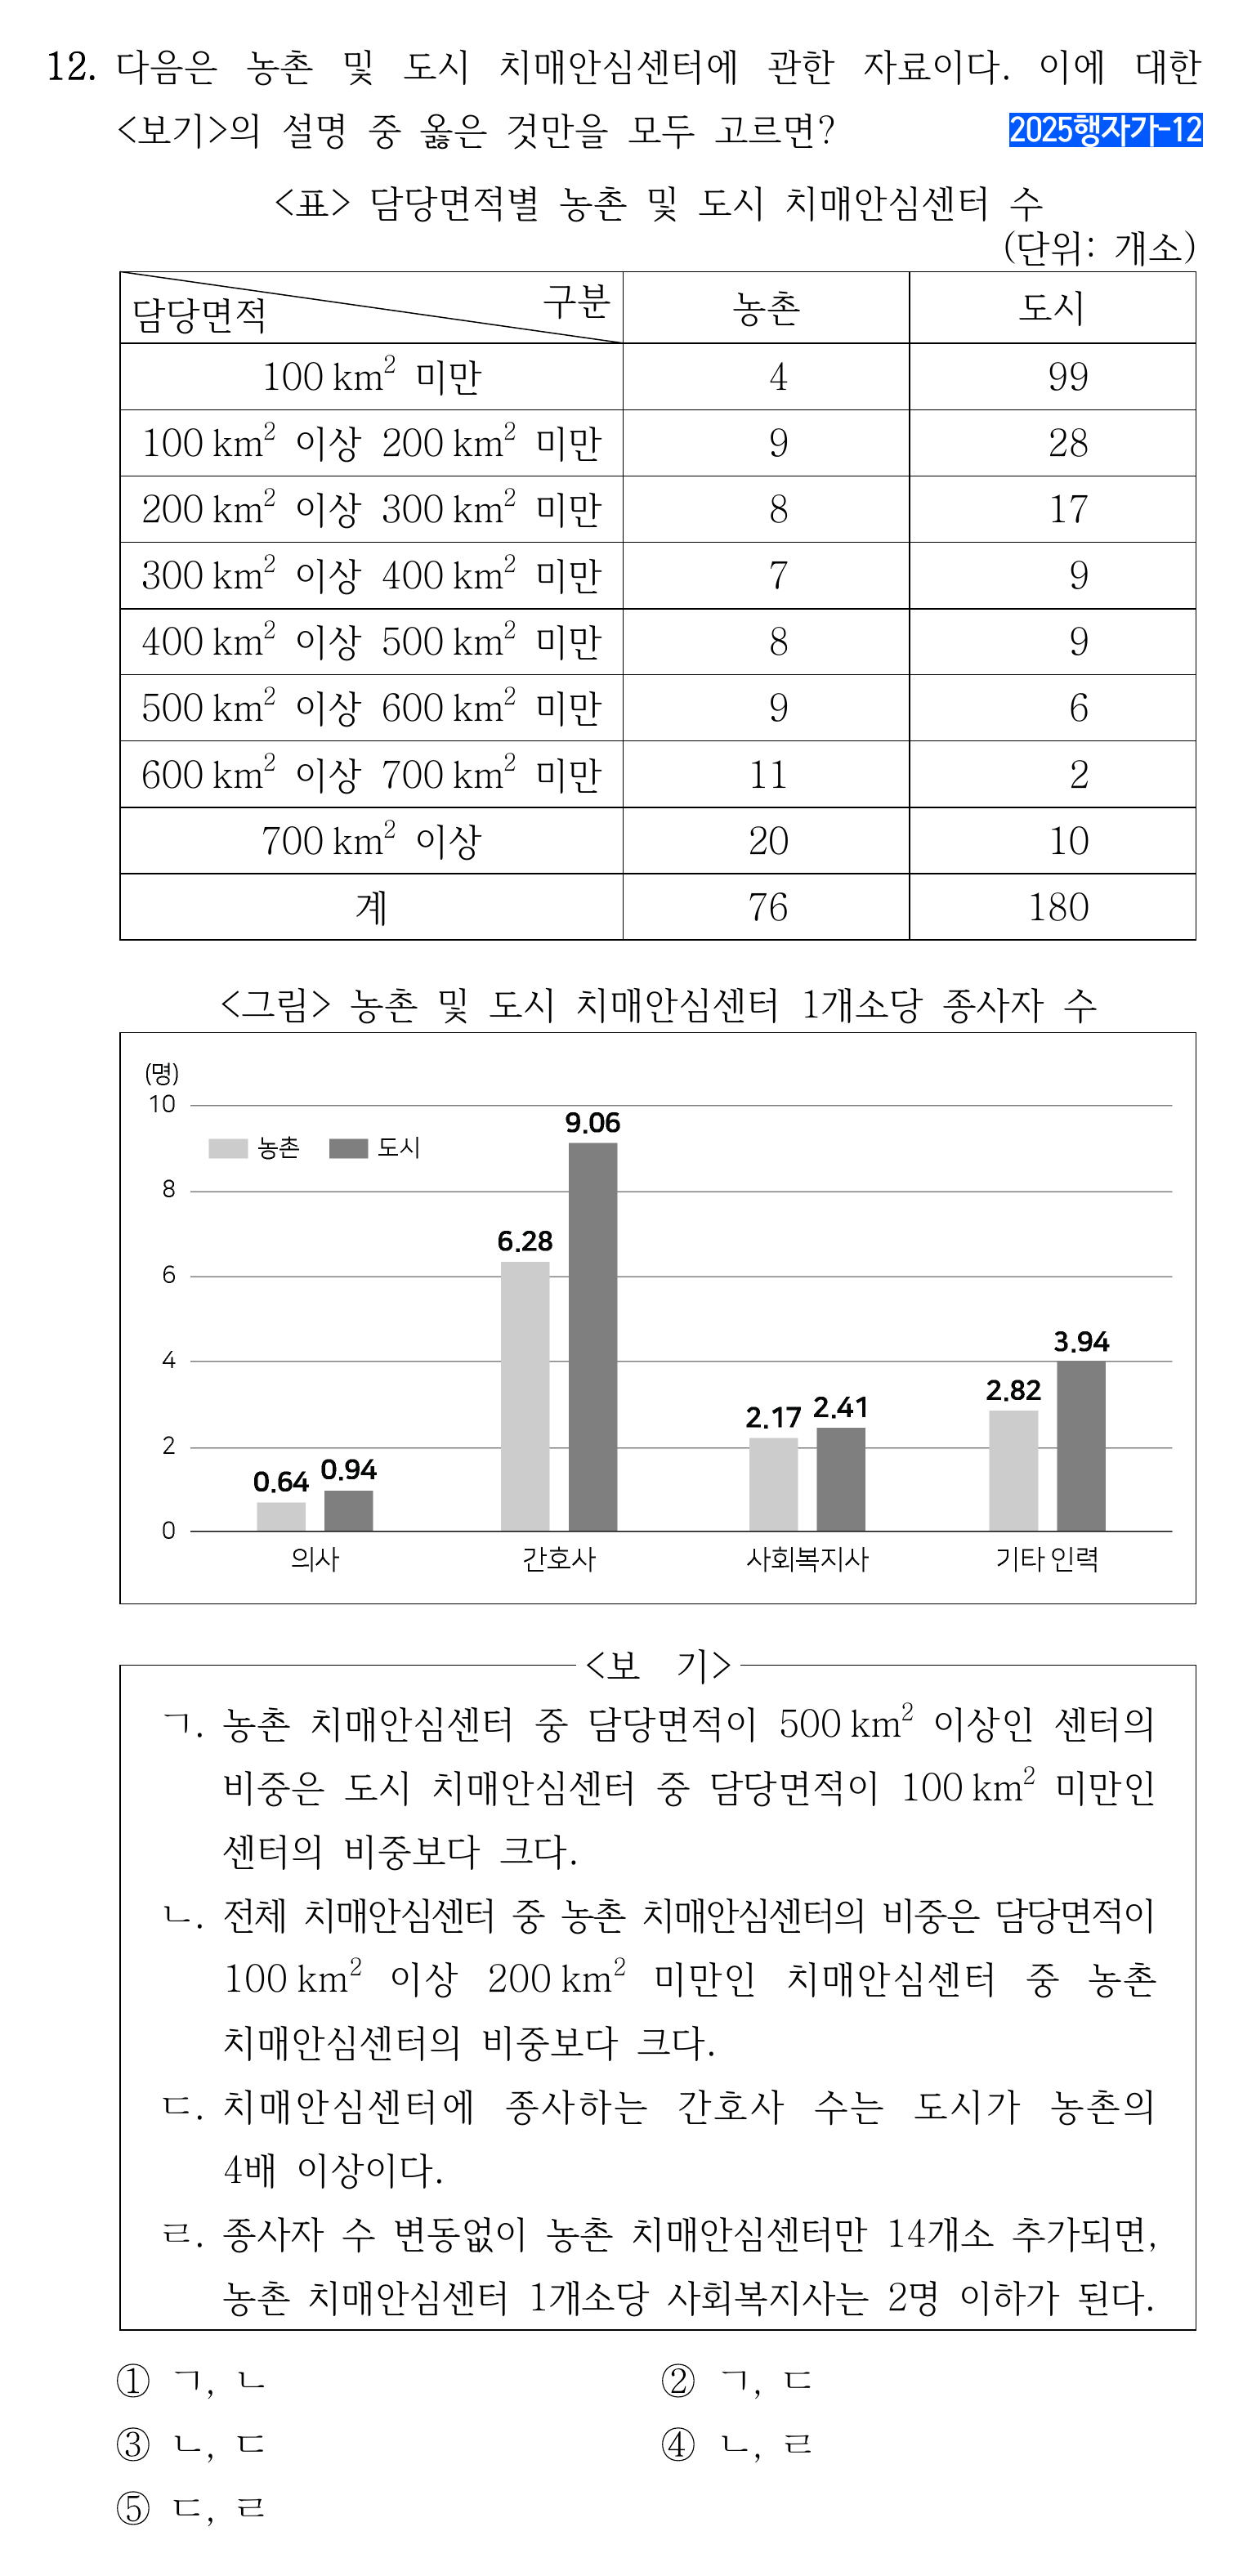 12. 다음은 농촌 및 도시 치매안심센터에 관한 자료이다. 이에 대한
<보기>의 설명 중 옳은 것만을 모두 고르면? 2025행자가-12
<표> 담당면적별 농촌 및 도시 치매안심센터 수
(단위: 개소)
담당면적 구분 농촌 도시
100 km² 미만 4 99
100 km² 이상 200 km² 미만 9 28
200 km² 이상 300 km² 미만 8 17
300 km² 이상 400 km² 미만 7 9
400 km² 이상 500 km² 미만 8 9
500 km² 이상 600 km² 미만 9 6
600 km² 이상 700 km² 미만 11 2
700 km² 이상 20 10
계 76 180
<그림> 농촌 및 도시 치매안심센터 1개소당 종사자 수
(명)
10
9.06
농촌 도시
8
6.28
6
3.94
4
2.82
2.17 2.41
2
0.64 0.94
0
의사 간호사 사회복지사 기타 인력
<보 기>
ㄱ. 농촌 치매안심센터 중 담당면적이 500 km² 이상인 센터의
비중은 도시 치매안심센터 중 담당면적이 100 km² 미만인
센터의 비중보다 크다.
ㄴ. 전체 치매안심센터 중 농촌 치매안심센터의 비중은 담당면적이
100 km² 이상 200 km² 미만인 치매안심센터 중 농촌
치매안심센터의 비중보다 크다.
ㄷ. 치매안심센터에 종사하는 간호사 수는 도시가 농촌의
4배 이상이다.
ㄹ. 종사자 수 변동없이 농촌 치매안심센터만 14개소 추가되면,
농촌 치매안심센터 1개소당 사회복지사는 2명 이하가 된다.
① ㄱ, ㄴ ② ㄱ, ㄷ
③ ㄴ, ㄷ ④ ㄴ, ㄹ
⑤ ㄷ, ㄹ